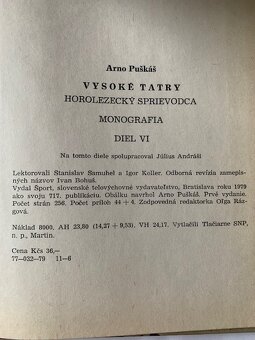 Arno Puškáš
VYSOKÉ TATRY
HOROLEZECKÝ SPRIEVODCA
MONOGRAFIA
DIEL VI
Na tomto diele spolupracoval Július Andráši
Lektorovali Stanislav Samuhel a Igor Koller. Odborná revízia zemepis-
ných názvov Ivan Bohuš.
Vydal Šport, slovenské telovýchovné vydavateľstvo, Bratislava roku 1979
ako svoju 717. publikáciu. Obálku navrhol Arno Puškáš. Prvé vydanie.
Počet strán 256. Počet príloh 44 + 4. Zodpovedná redaktorka Oľga Ráz-
gová.
Náklad 8000, AH 23,80 (14,27 + 9,53), VH 24,17. Vytlačili Tlačiarne SNP,
n. p., Martin.
Cena Kčs 36,—
77—032—79 11—6